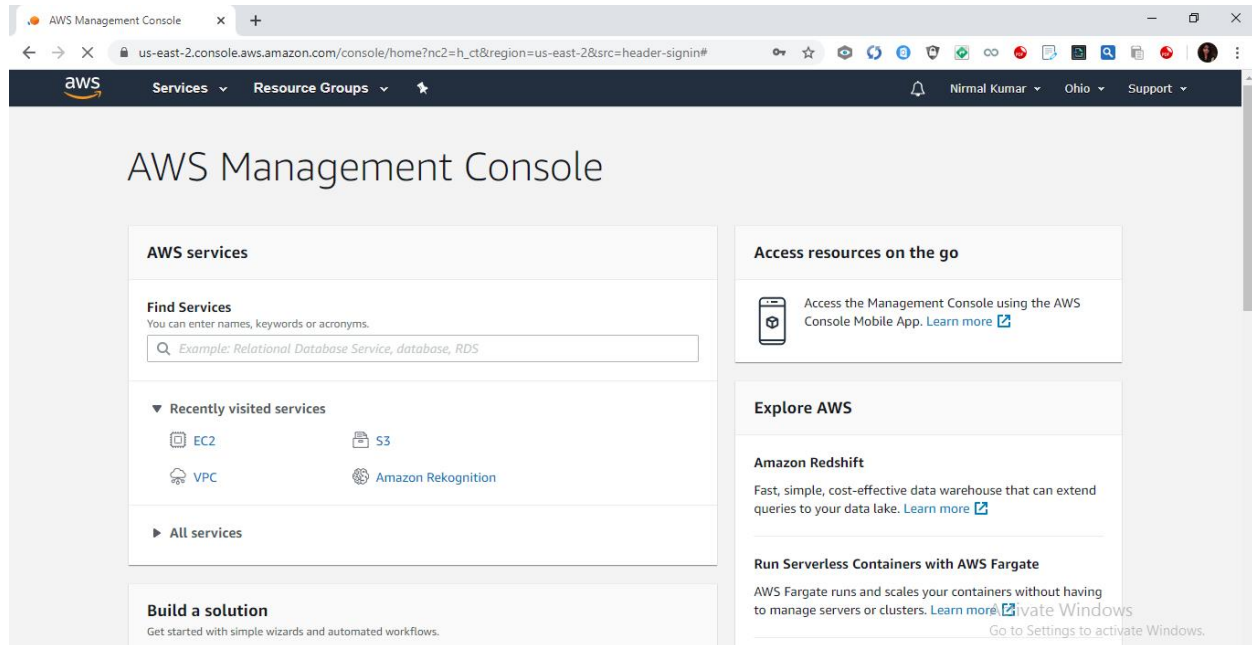 AWS Management Console
us-east-2.console.aws.amazon.com/console/home?nc2=h_ct&region=us-east-2&src=header-signin#
aws Services Resource Groups Nirmal Kumar Ohio Support
AWS Management Console
AWS services
Find Services
You can enter names, keywords or acronyms.
Example: Relational Database Service, database, RDS
Recently visited services
EC2 S3
VPC Amazon Rekognition
All services
Build a solution
Get started with simple wizards and automated workflows.
Access resources on the go
Access the Management Console using the AWS
Console Mobile App. Learn more
Explore AWS
Amazon Redshift
Fast, simple, cost-effective data warehouse that can extend
queries to your data lake. Learn more
Run Serverless Containers with AWS Fargate
AWS Fargate runs and scales your containers without having
to manage servers or clusters. Learn more
Activate Windows
Go to Settings to activate Windows.